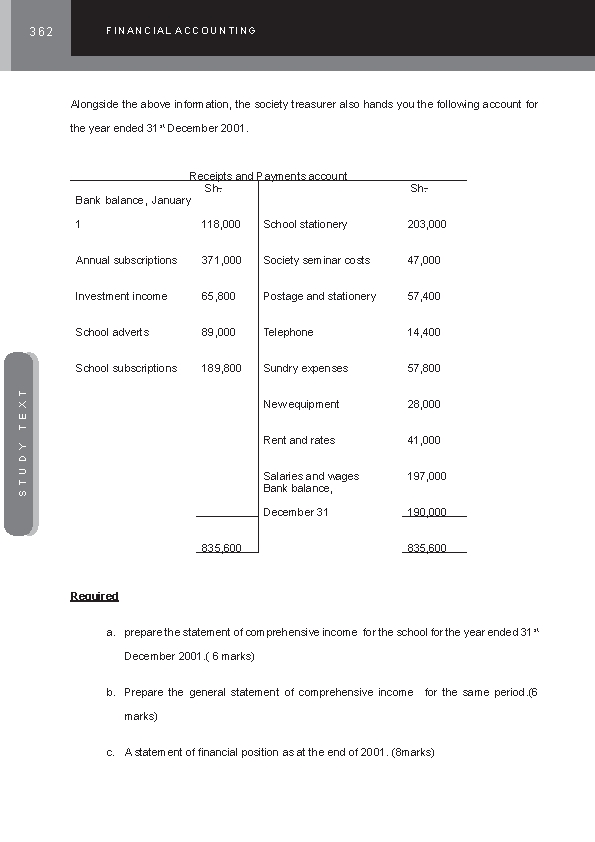 362
FINANCIAL ACCOUNTING
Alongside the above information, the society treasurer also hands you the following account for
the year ended 31st December 2001.
Receipts and Payments account
Sh. Sh.
Bank balance, January
1 118,000 School stationery 203,000
Annual subscriptions 371,000 Society seminar costs 47,000
Investment income 65,800 Postage and stationery 57,400
School adverts 89,000 Telephone 14,400
School subscriptions 189,800 Sundry expenses 57,800
New equipment 28,000
Rent and rates 41,000
Salaries and wages 197,000
Bank balance,
December 31 190,000
835,600 835,600
STUDY TEXT
Required
a. prepare the statement of comprehensive income for the school for the year ended 31st
December 2001.( 6 marks)
b. Prepare the general statement of comprehensive income for the same period.(6
marks)
c. A statement of financial position as at the end of 2001. (8marks)